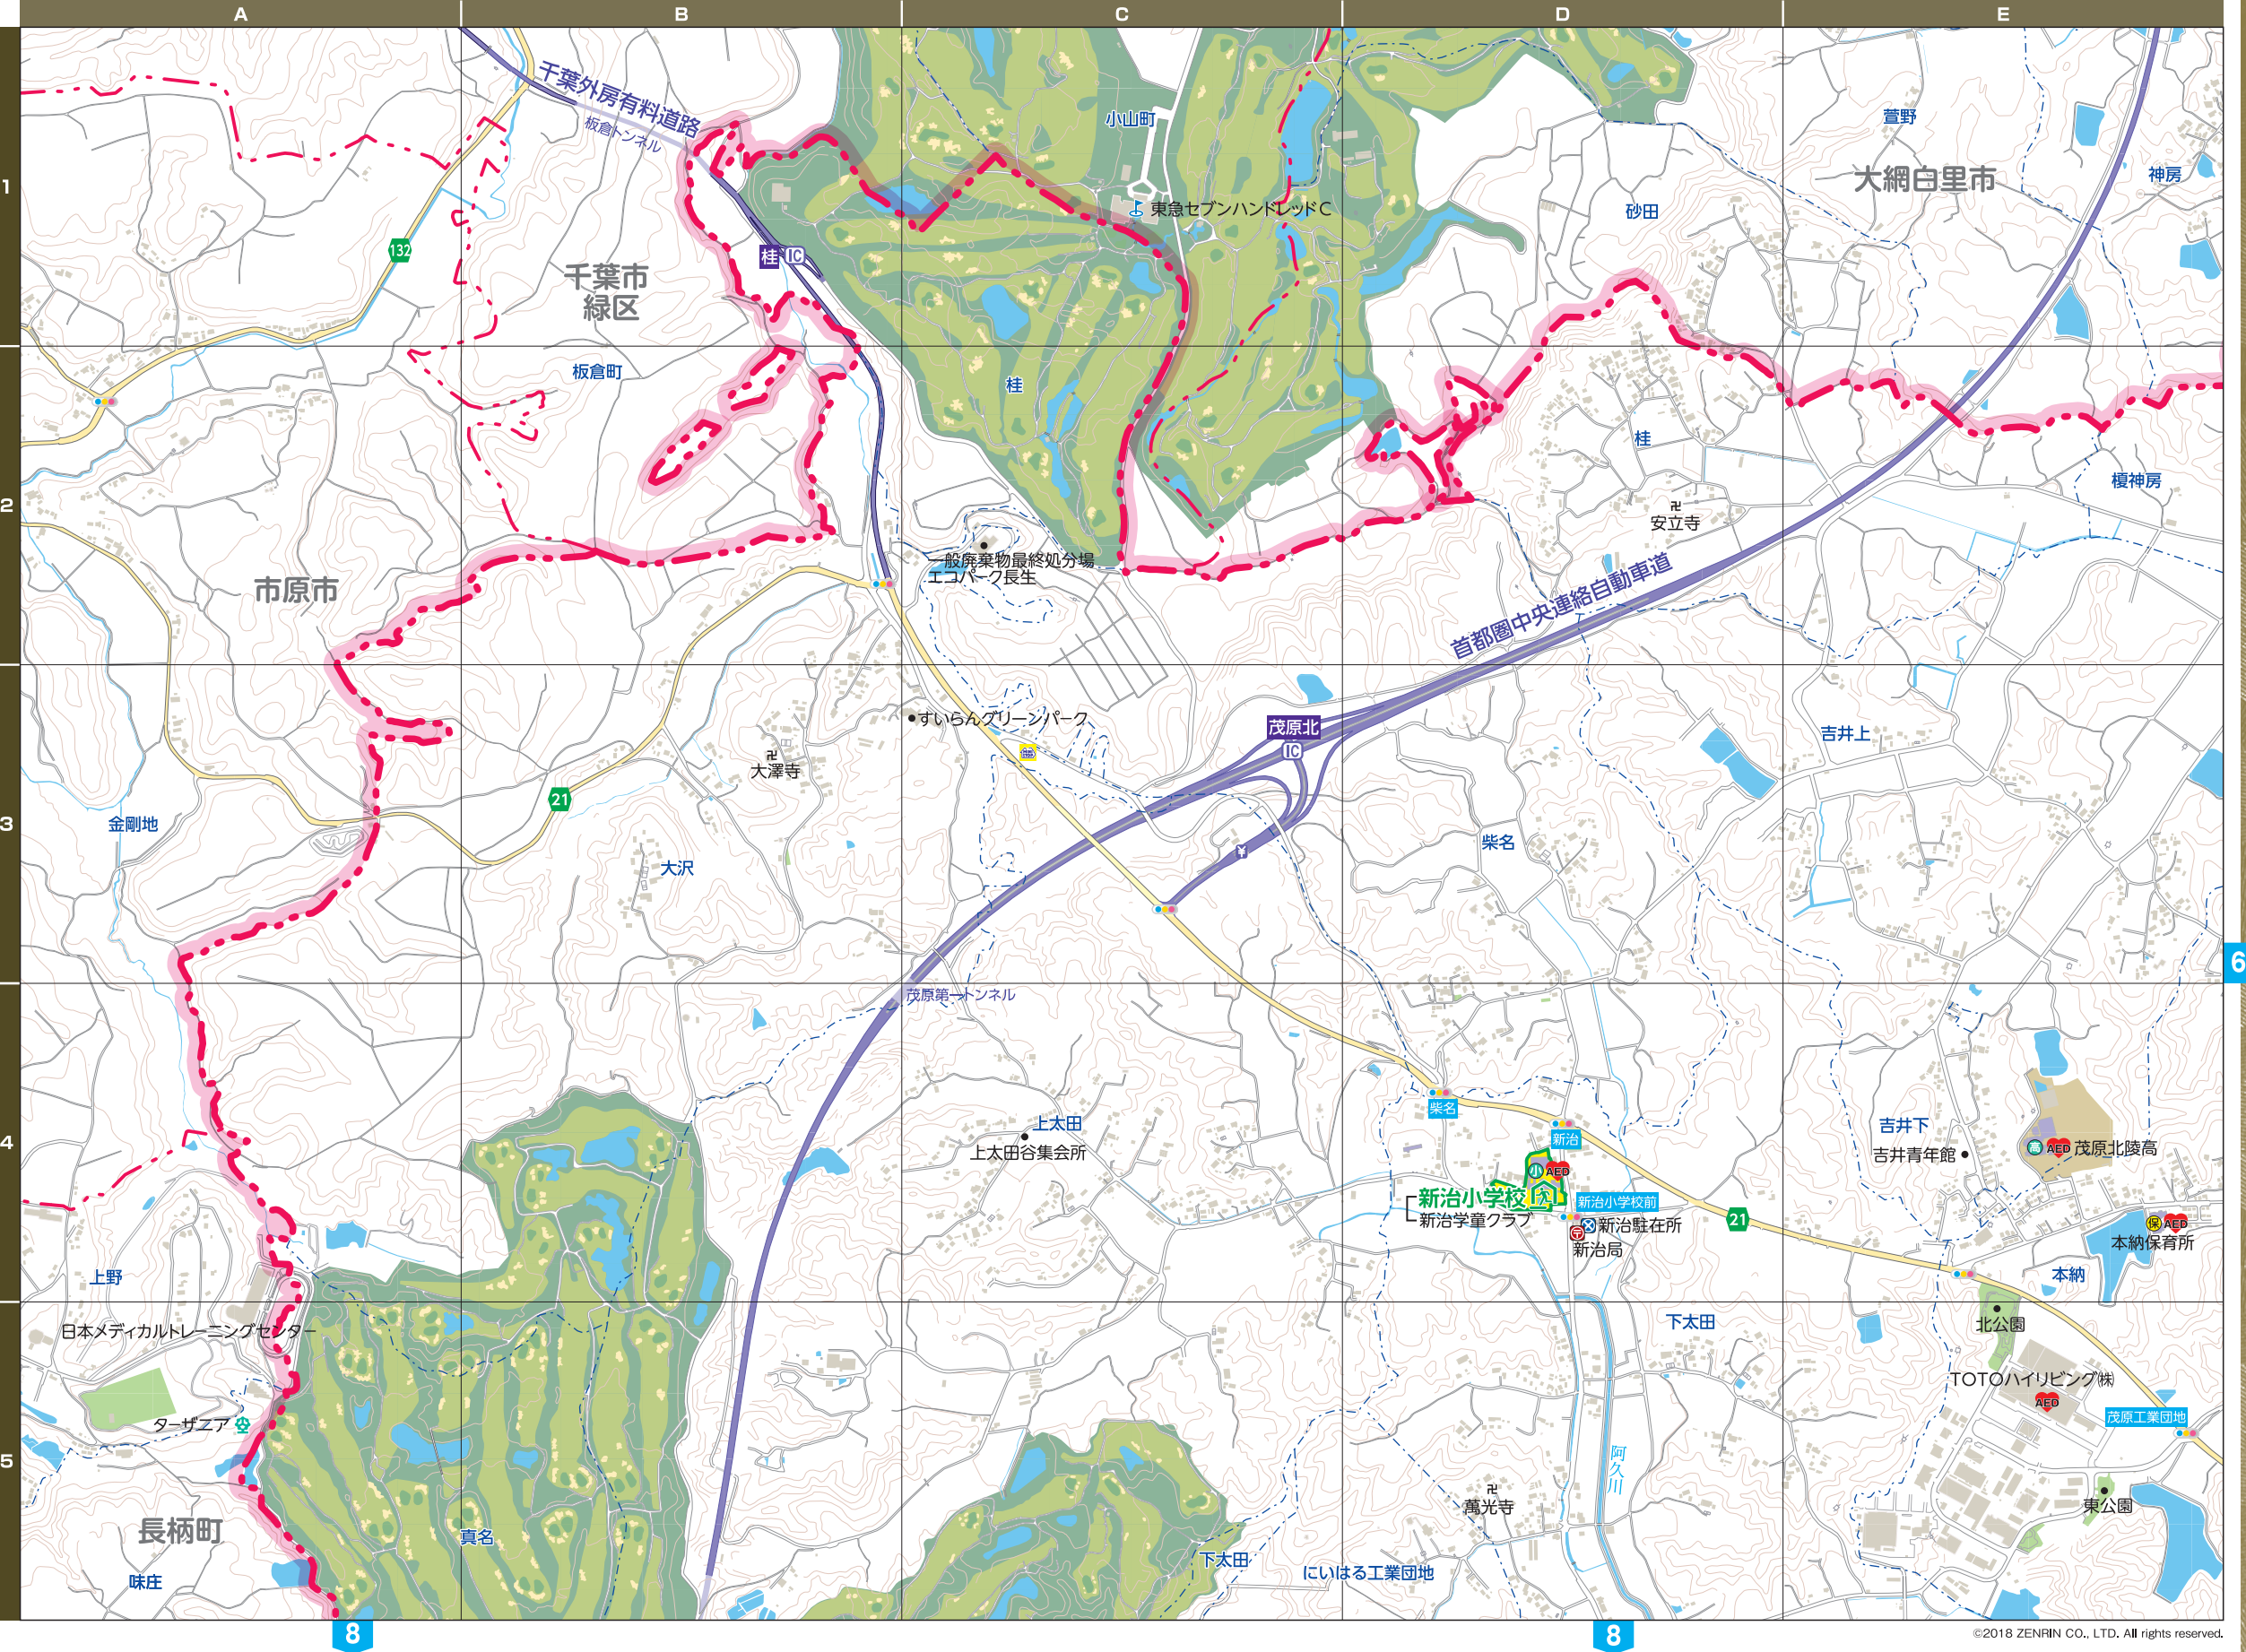 A
B
C
D
E
1
2
3
4
5
千葉外房有料道路
板倉トンネル
小山町
萱野
大網白里市
神房
東急セブンハンドレッドC
砂田
132
桂
IC
千葉市
緑区
板倉町
桂
桂
榎神房
安立寺
一般廃棄物最終処分場
エコパーク長生
市原市
首都圏中央連絡自動車道
すいらんグリーンパーク
茂原北
IC
吉井上
大澤寺
21
金剛地
柴名
¥
大沢
6
茂原第一トンネル
柴名
上太田
上太田谷集会所
新治
吉井下
吉井青年館
高
AED
茂原北陵高
小
AED
新治小学校
新治学童クラブ
新治小学校前
新治駐在所
新治局
21
保
AED
本納保育所
本納
上野
日本メディカルトレーニングセンター
下太田
北公園
TOTOハイリビング㈱
AED
茂原工業団地
ターザニア
阿久川
萬光寺
東公園
長柄町
真名
下太田
にいはる工業団地
味庄
8
8
©2018 ZENRIN CO., LTD. All rights reserved.